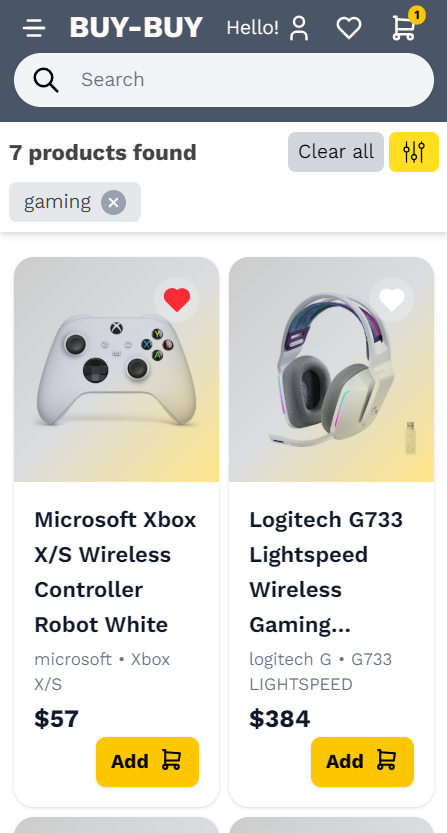 BUY-BUY Hello! 1
Search
7 products found Clear all
gaming
Y
X B
A
Microsoft Xbox
X/S Wireless
Controller
Robot White
microsoft • Xbox
X/S
$57
Add
Logitech G733
Lightspeed
Wireless
Gaming...
logitech G • G733
LIGHTSPEED
$384
Add